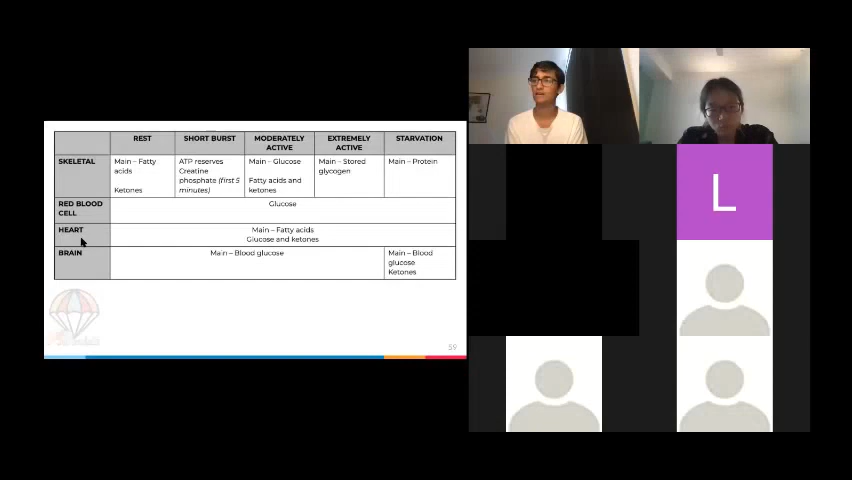 REST
SHORT BURST
MODERATELY
ACTIVE
EXTREMELY
ACTIVE
STARVATION
SKELETAL
Main – Fatty
acids
Ketones
ATP reserves
Creatine
phosphate (first 5
minutes)
Main – Glucose
Fatty acids and
ketones
Main – Stored
glycogen
Main – Protein
RED BLOOD
CELL
Glucose
HEART
Main – Fatty acids
Glucose and ketones
BRAIN
Main – Blood glucose
Main – Blood
glucose
Ketones
59
L